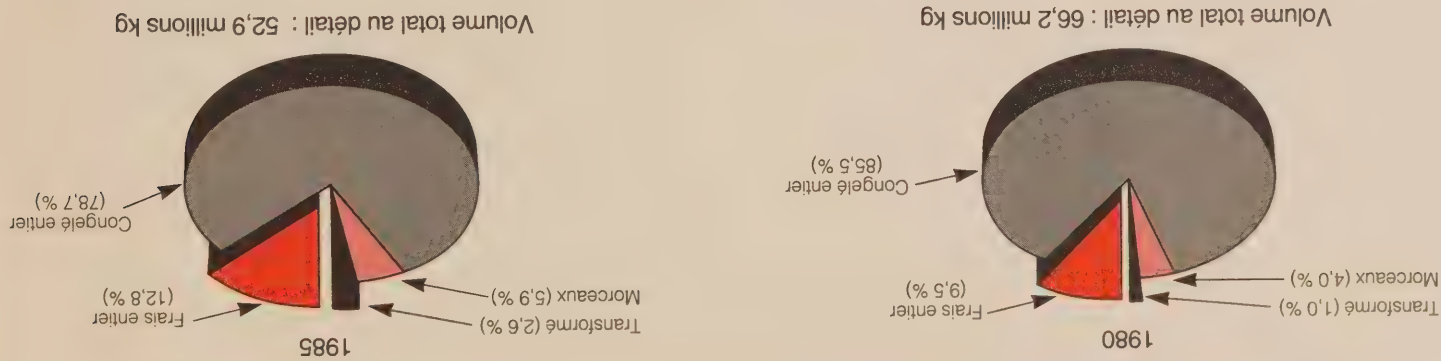 1980
Transformé (1,0 %)
Morceaux (4,0 %)
Frais entier
(9,5 %)
Congelé entier
(85,5 %)
Volume total au détail : 66,2 millions kg
1985
Transformé (2,6 %)
Morceaux (5,9 %)
Frais entier
(12,8 %)
Congelé entier
(78,7 %)
Volume total au détail : 52,9 millions kg